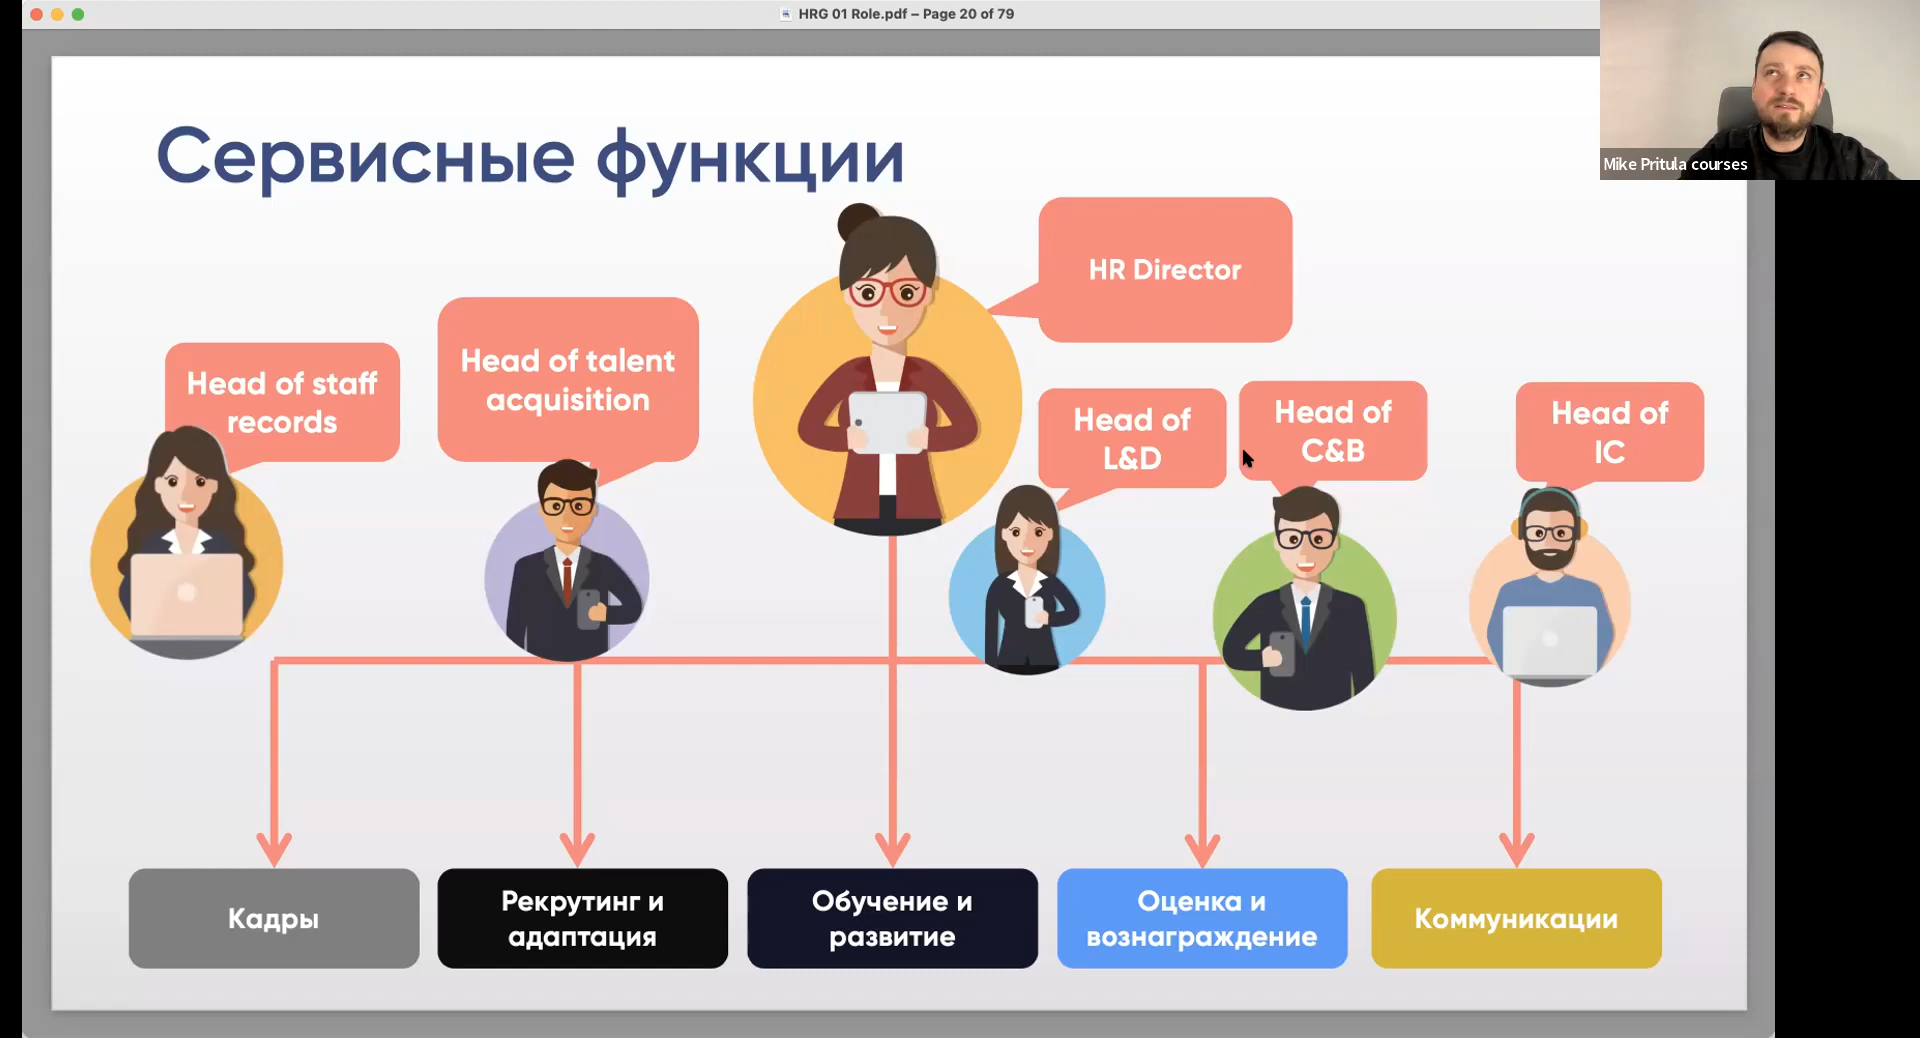 HRG 01 Role.pdf – Page 20 of 79
Mike Pritula courses
Сервисные функции
HR Director
Head of staff
records
Head of talent
acquisition
Head of
L&D
Head of
C&B
Head of
IC
Кадры
Рекрутинг и
адаптация
Обучение и
развитие
Оценка и
вознаграждение
Коммуникации